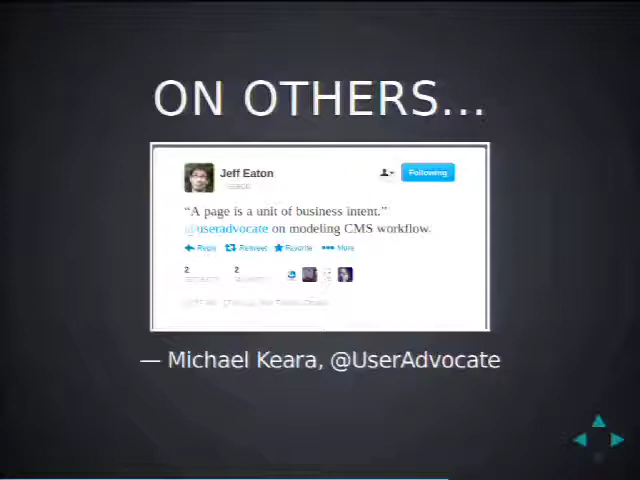 ON OTHERS...
Jeff Eaton
Following
“A page is a unit of business intent.”
@useradvocate on modeling CMS workflow.
Reply Retweet Favorite More
2 2
— Michael Keara, @UserAdvocate